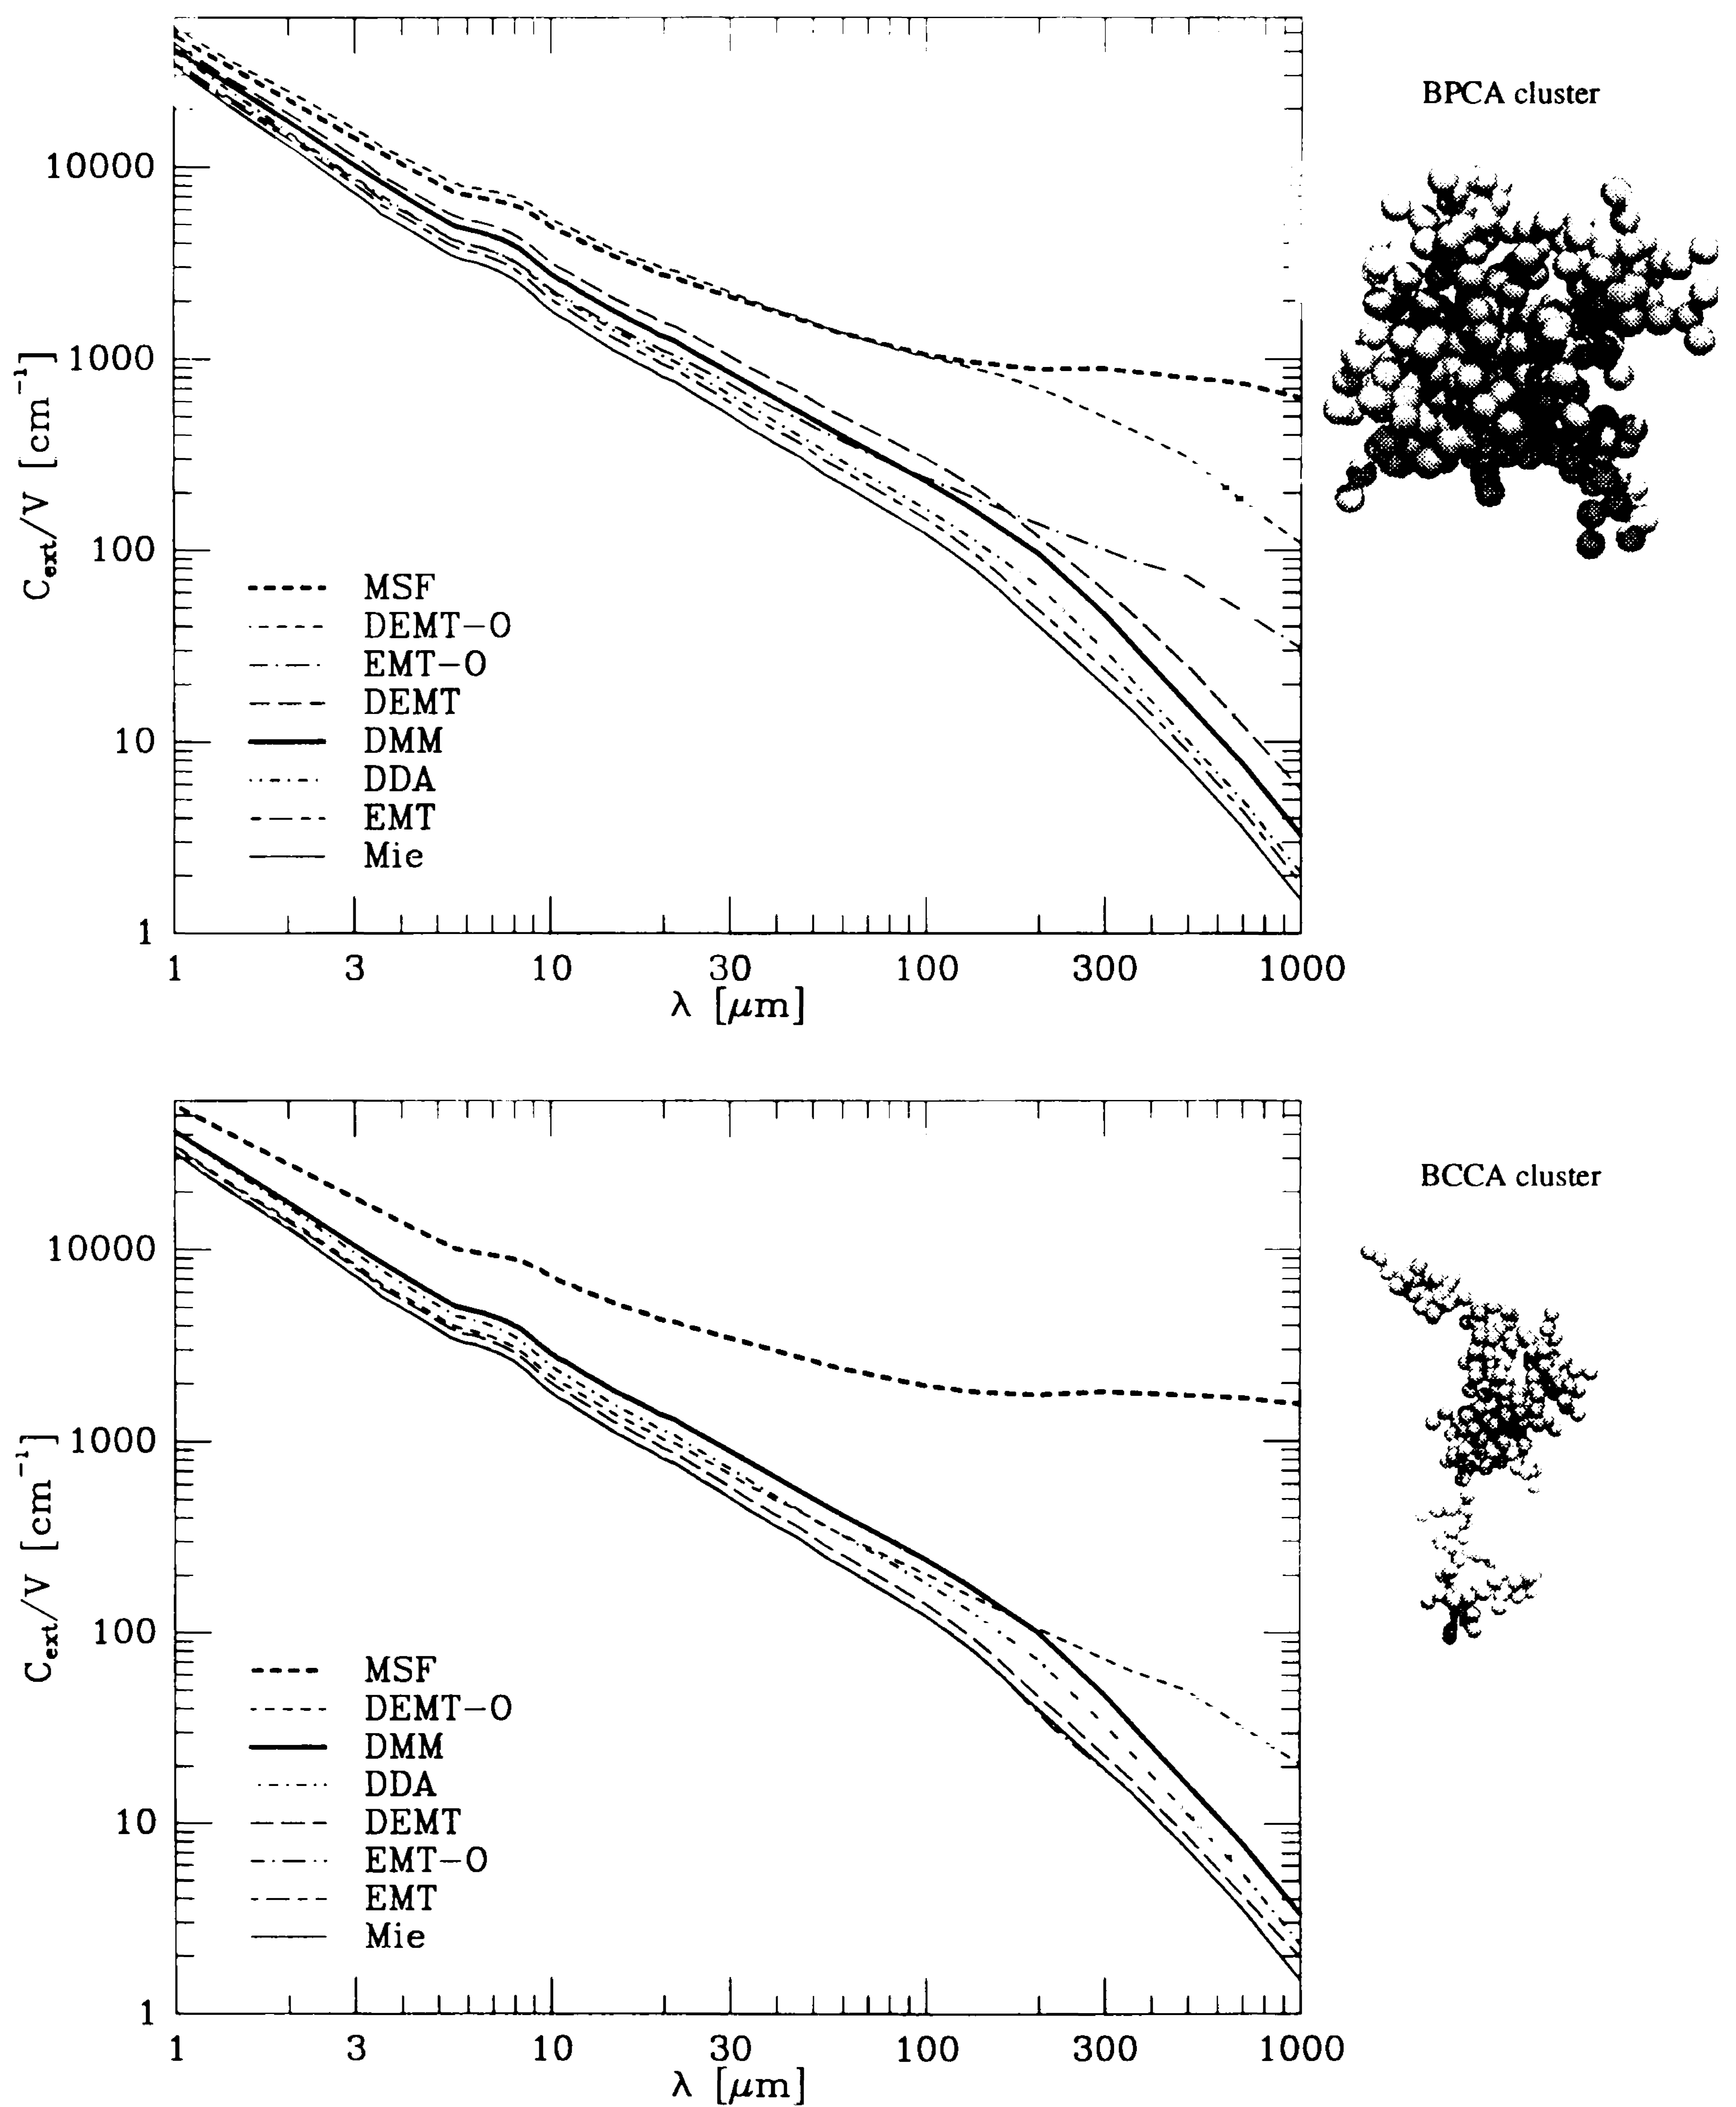 BPCA cluster
10000
1000
100
10
1
C_ext/V [cm⁻¹]
MSF
DEMT-O
EMT-O
DEMT
DMM
DDA
EMT
Mie
1 3 10 30 100 300 1000
λ [μm]
BCCA cluster
10000
1000
100
10
1
C_ext/V [cm⁻¹]
MSF
DEMT-O
DMM
DDA
DEMT
EMT-O
EMT
Mie
1 3 10 30 100 300 1000
λ [μm]